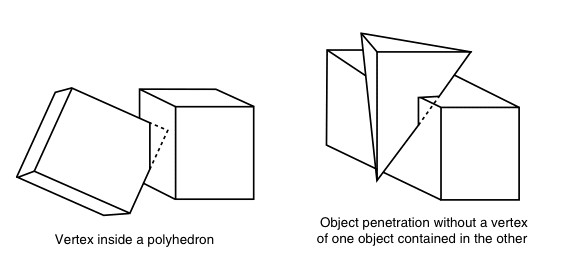 Vertex inside a polyhedron
Object penetration without a vertex
of one object contained in the other